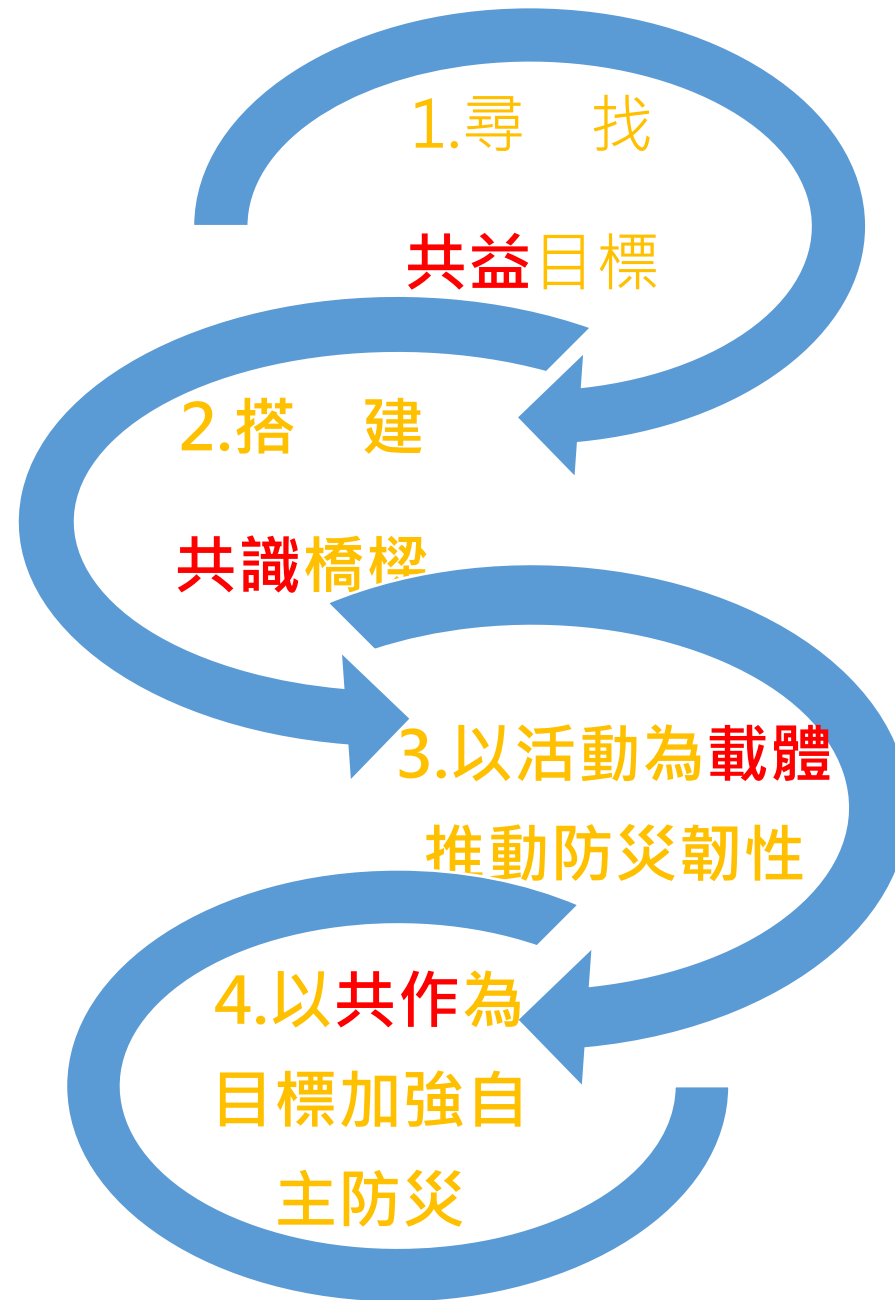 1.尋　找
共益目標
2.搭　建
共識橋樑
3.以活動為載體
推動防災韌性
4.以共作為
目標加強自
主防災